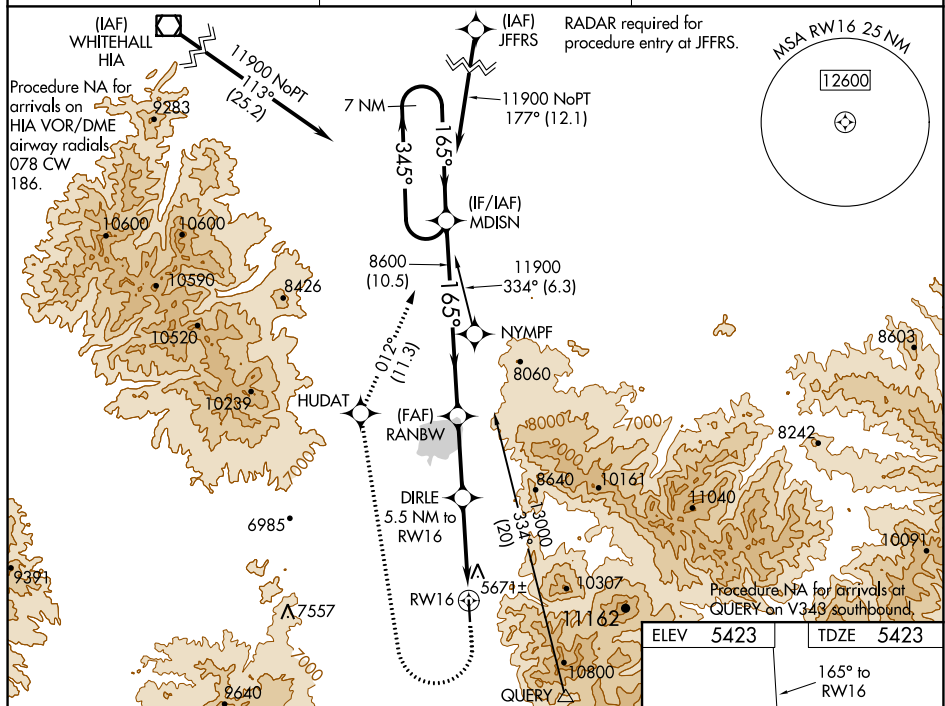 (IAF)
WHITEHALL
HIA
11900 NoPT
113°
(25.2)
(IAF)
JFFRS
RADAR required for
procedure entry at JFFRS.
MSA RW16 25 NM
12600
Procedure NA for
arrivals on
HIA VOR/DME
airway radials
078 CW
186.
9283
7 NM
11900 NoPT
177° (12.1)
345°
165°
(IF/IAF)
MDISN
10600
10600
10590
8426
10520
10239
8600
(10.5)
165°
11900
334° (6.3)
NYMPF
012°
(11.3)
HUDAT
(FAF)
RANBW
8060
8603
8000
7000
8242
7000
8640
10161
11040
DIRLE
5.5 NM to
RW16
13000
334°
(20)
6985
10091
9391
5671±
RW16
10307
11162
Procedure NA for arrivals at
QUERY on V343 southbound.
7557
7000
9640
10800
QUERY
ELEV 5423
TDZE 5423
165° to
RW16